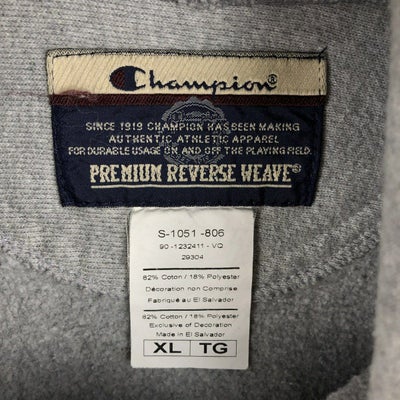 Champion®
SINCE 1919 CHAMPION HAS BEEN MAKING
AUTHENTIC ATHLETIC APPAREL
FOR DURABLE USAGE ON AND OFF THE PLAYING FIELD.
PREMIUM REVERSE WEAVE®
S-1051 -806
90 -1232411 - VQ
29304
82% Cotton / 18% Polyester
Décoration non Comprise
Fabriqué au El Salvador
82% Cotton / 18% Polyester
Exclusive of Decoration
Made in El Salvador
XL TG